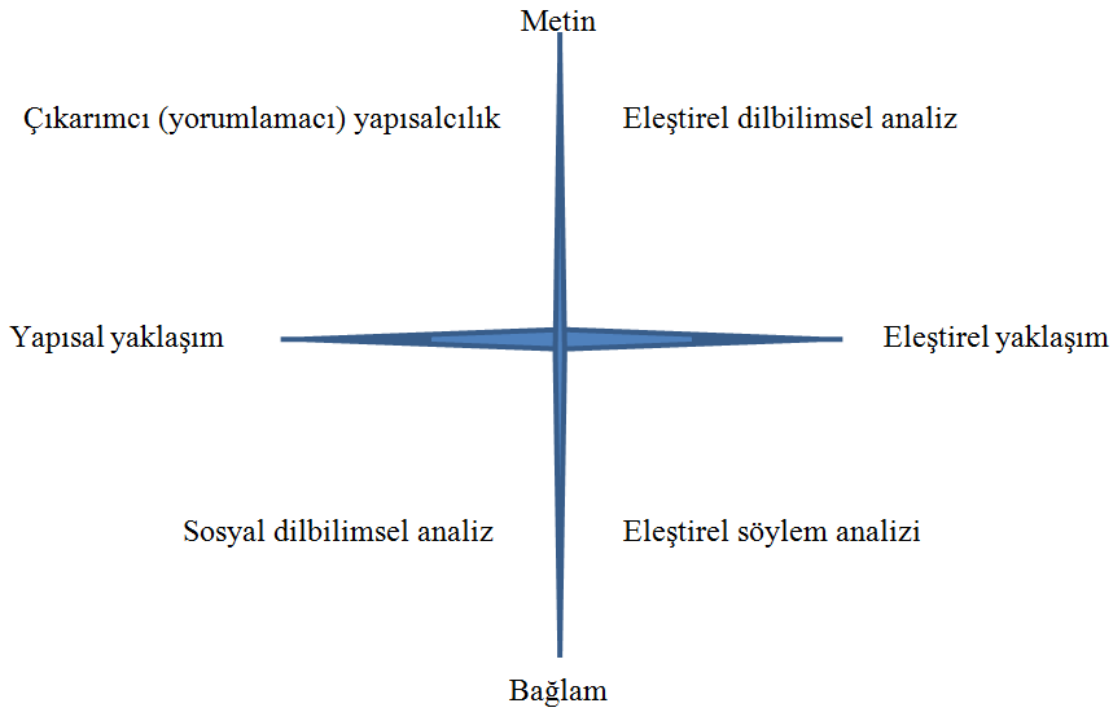 Metin
Çıkarımcı (yorumlamacı) yapısalcılık
Eleştirel dilbilimsel analiz
Yapısal yaklaşım
Eleştirel yaklaşım
Sosyal dilbilimsel analiz
Eleştirel söylem analizi
Bağlam